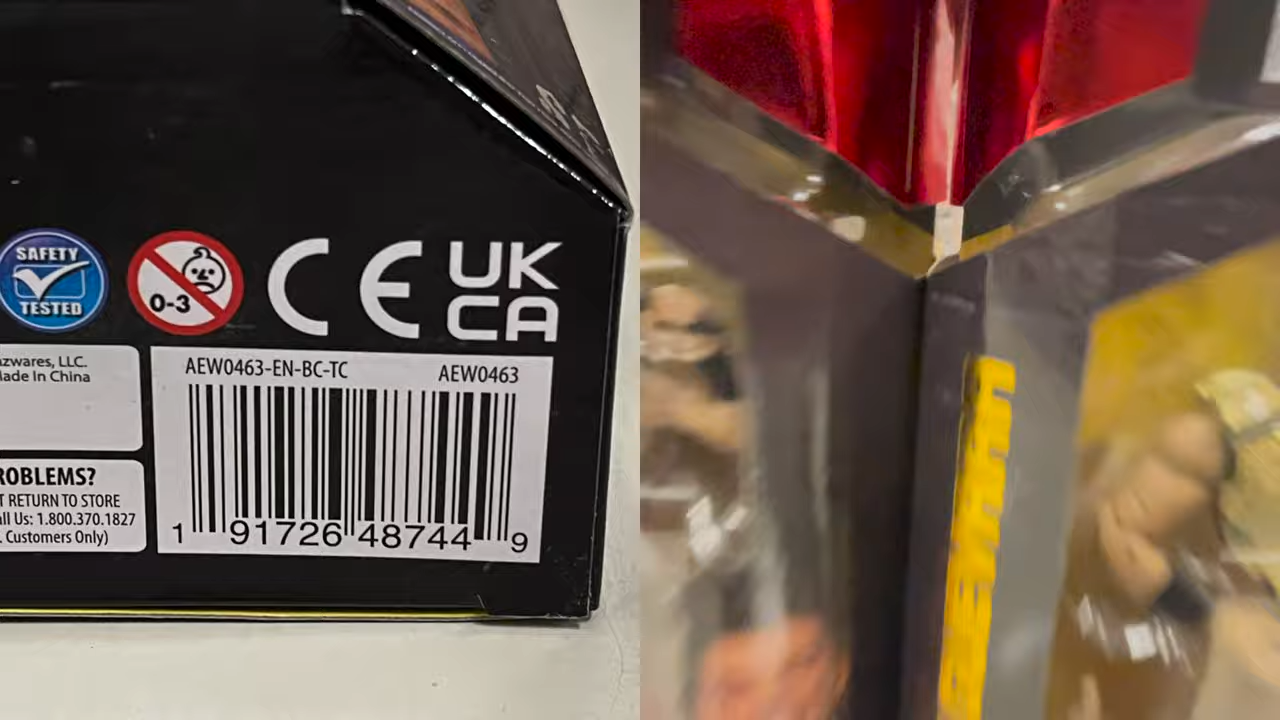 SAFETY
TESTED
0-3
CE
UK
CA
azwares, LLC.
Made In China
ROBLEMS?
T RETURN TO STORE
all Us: 1.800.370.1827
. Customers Only)
AEW0463-EN-BC-TC AEW0463
1 91726 48744 9